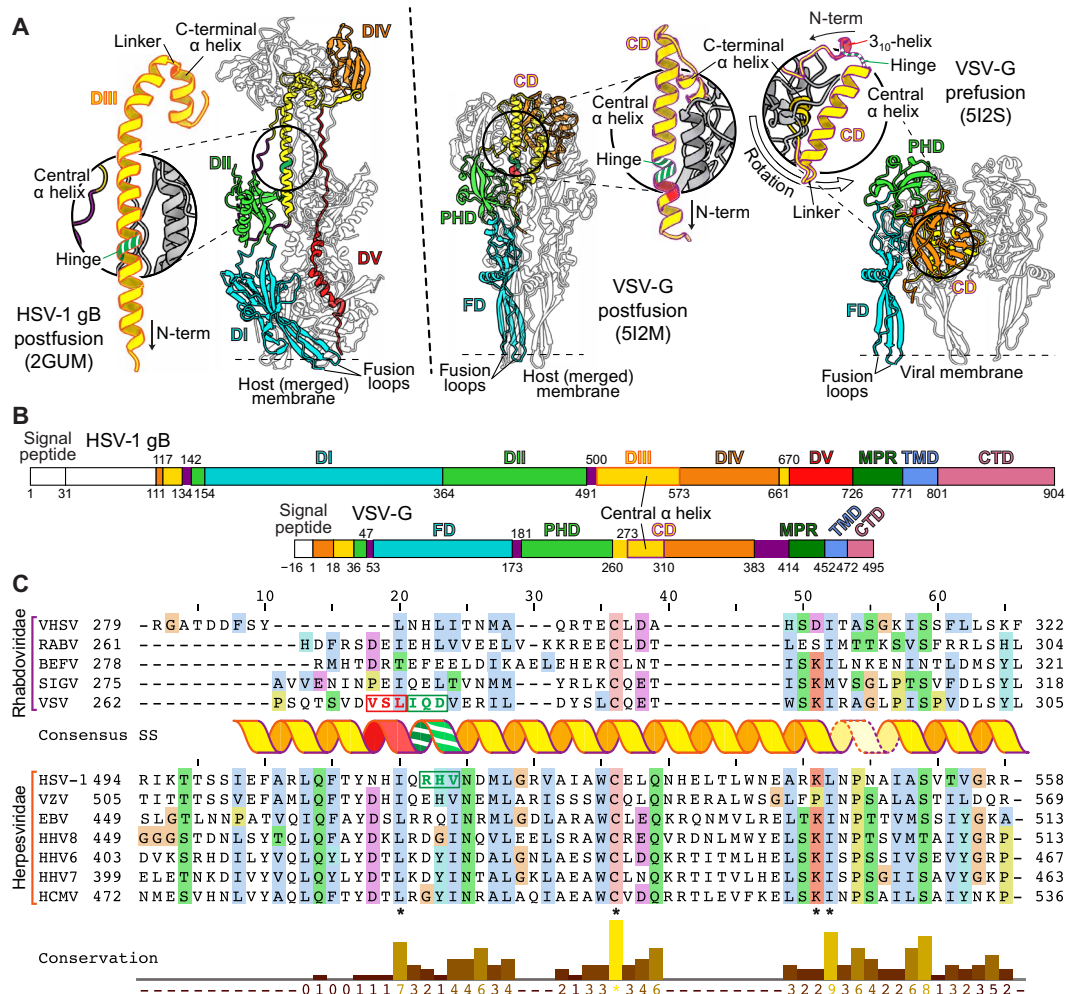 A
Linker
C-terminal
α helix
DIV
DIII
Central
α helix
DII
Hinge
DV
HSV-1 gB
postfusion
(2GUM)
N-term
DI
Fusion
loops
Host (merged)
membrane
CD
CD
C-terminal
α helix
Central
α helix
Hinge
N-term
PHD
FD
VSV-G
postfusion
(5I2M)
Fusion
loops
Host (merged)
membrane
N-term
3₁₀-helix
Hinge
Central
α helix
CD
Rotation
Linker
VSV-G
prefusion
(5I2S)
PHD
FD
CD
Fusion
loops
Viral membrane
B
Signal
peptide
HSV-1 gB
117 142 DI DII 500 DIII DIV 670 DV MPR TMD CTD
1 31 111 134 154 364 491 573 661 726 771 801 904
Central α helix
Signal
peptide
VSV-G
47 FD 181 PHD 273 CD MPR TMD CTD
−16 1 18 36 53 173 260 310 383 414 452 472 495
C
10 20 30 40 50 60
Rhabdoviridae
VHSV 279 --RGATDDFSY---------LNHLITNMA---QRTECLDA---------HSDITASGKISSFLLSKF 322
RABV 261 HDFRSDEIEHLVVEELV-KKREECLDA---------LESIMTTKSVSFRRLSHL 304
BEFV 278 RMHTDRTEFEELDIKAELEHERCLNT---------ISKILNKENINTLDMSYL 321
SIGV 275 AVVENINPEIQELTVNMM---YRLKCQET---------ISKMVSGLPTSVFDLSYL 318
VSV 262 PSQTSVDVSLIQDVERIL---DYSLCQET---------WSKIRAGLPISPVDLSYL 305
Consensus SS
Herpesviridae
HSV-1 494 RIKTTSSIEFARLQFTYNHIQRHVNDMLGRVAIAWCELQNHELTLWNEARKLNPNAIASVTVGRR- 558
VZV 505 TITTTSSVEFAMLQFTYDHIQEHVNEMLARISSSWCQLQNRERALWSGLFPINPSALASTILDQR- 569
EBV 449 SLGTLNNPATVQIQFAYDSLRRQINRMLGDLARAWCLEQKRQNMVLRELTKINPTTVMSSIYGKA- 513
HHV8 449 GGGSTDNLSYTQLQFAYDKLRDGINQVLEELSRAWCREQVRDNLMWYELSKINPTSVMTAIYGRP- 513
HHV6 403 DVKSRHDILYVQLQYLYDTLKDYINDALGNLAESWCLDQKRTITMLHELSKISPSSIVSEVYGRP- 467
HHV7 399 ELETNKDIVYVQLQYLYDTLKDYINTALGNLAEAWCLNQKRTIMVLHELSKISPSGIISAVYGKP- 463
HCMV 472 NMESVHNLVYAQLQFTYDTLRGYINRALAQIAEAWCVDQRRTLEVFKELSKINPSAILSAIYNKP- 536
* * **
Conservation
------------0100111732144634---2133*346---------32293642268132352-